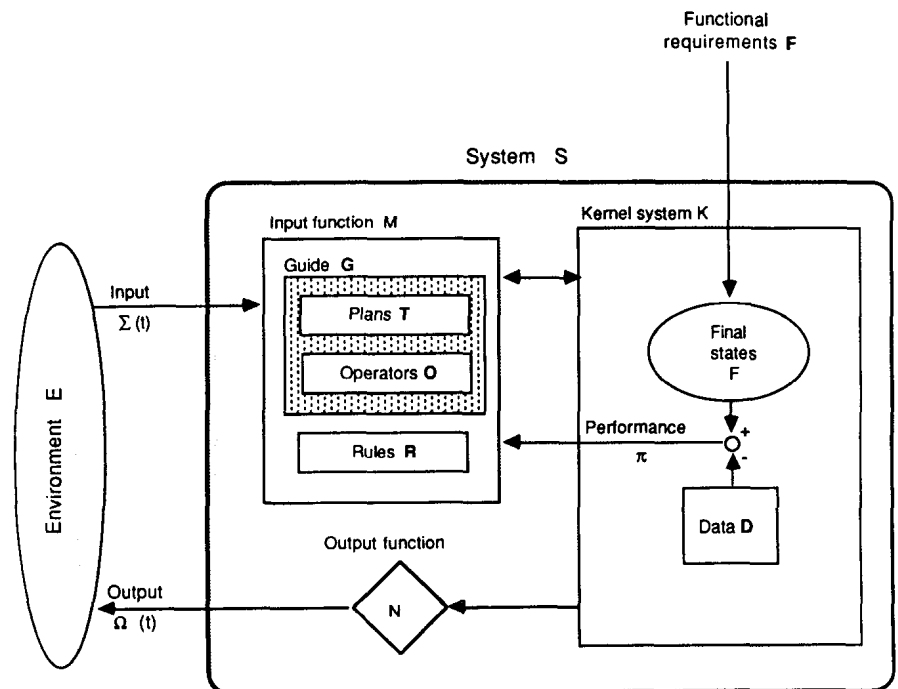 Functional
requirements F
System S
Input function M
Kernel system K
Guide G
Input
Σ (t)
Plans T
Final
states
F
Operators O
Environment E
Performance
π
+
-
Rules R
Data D
Output function
Output
Ω (t)
N